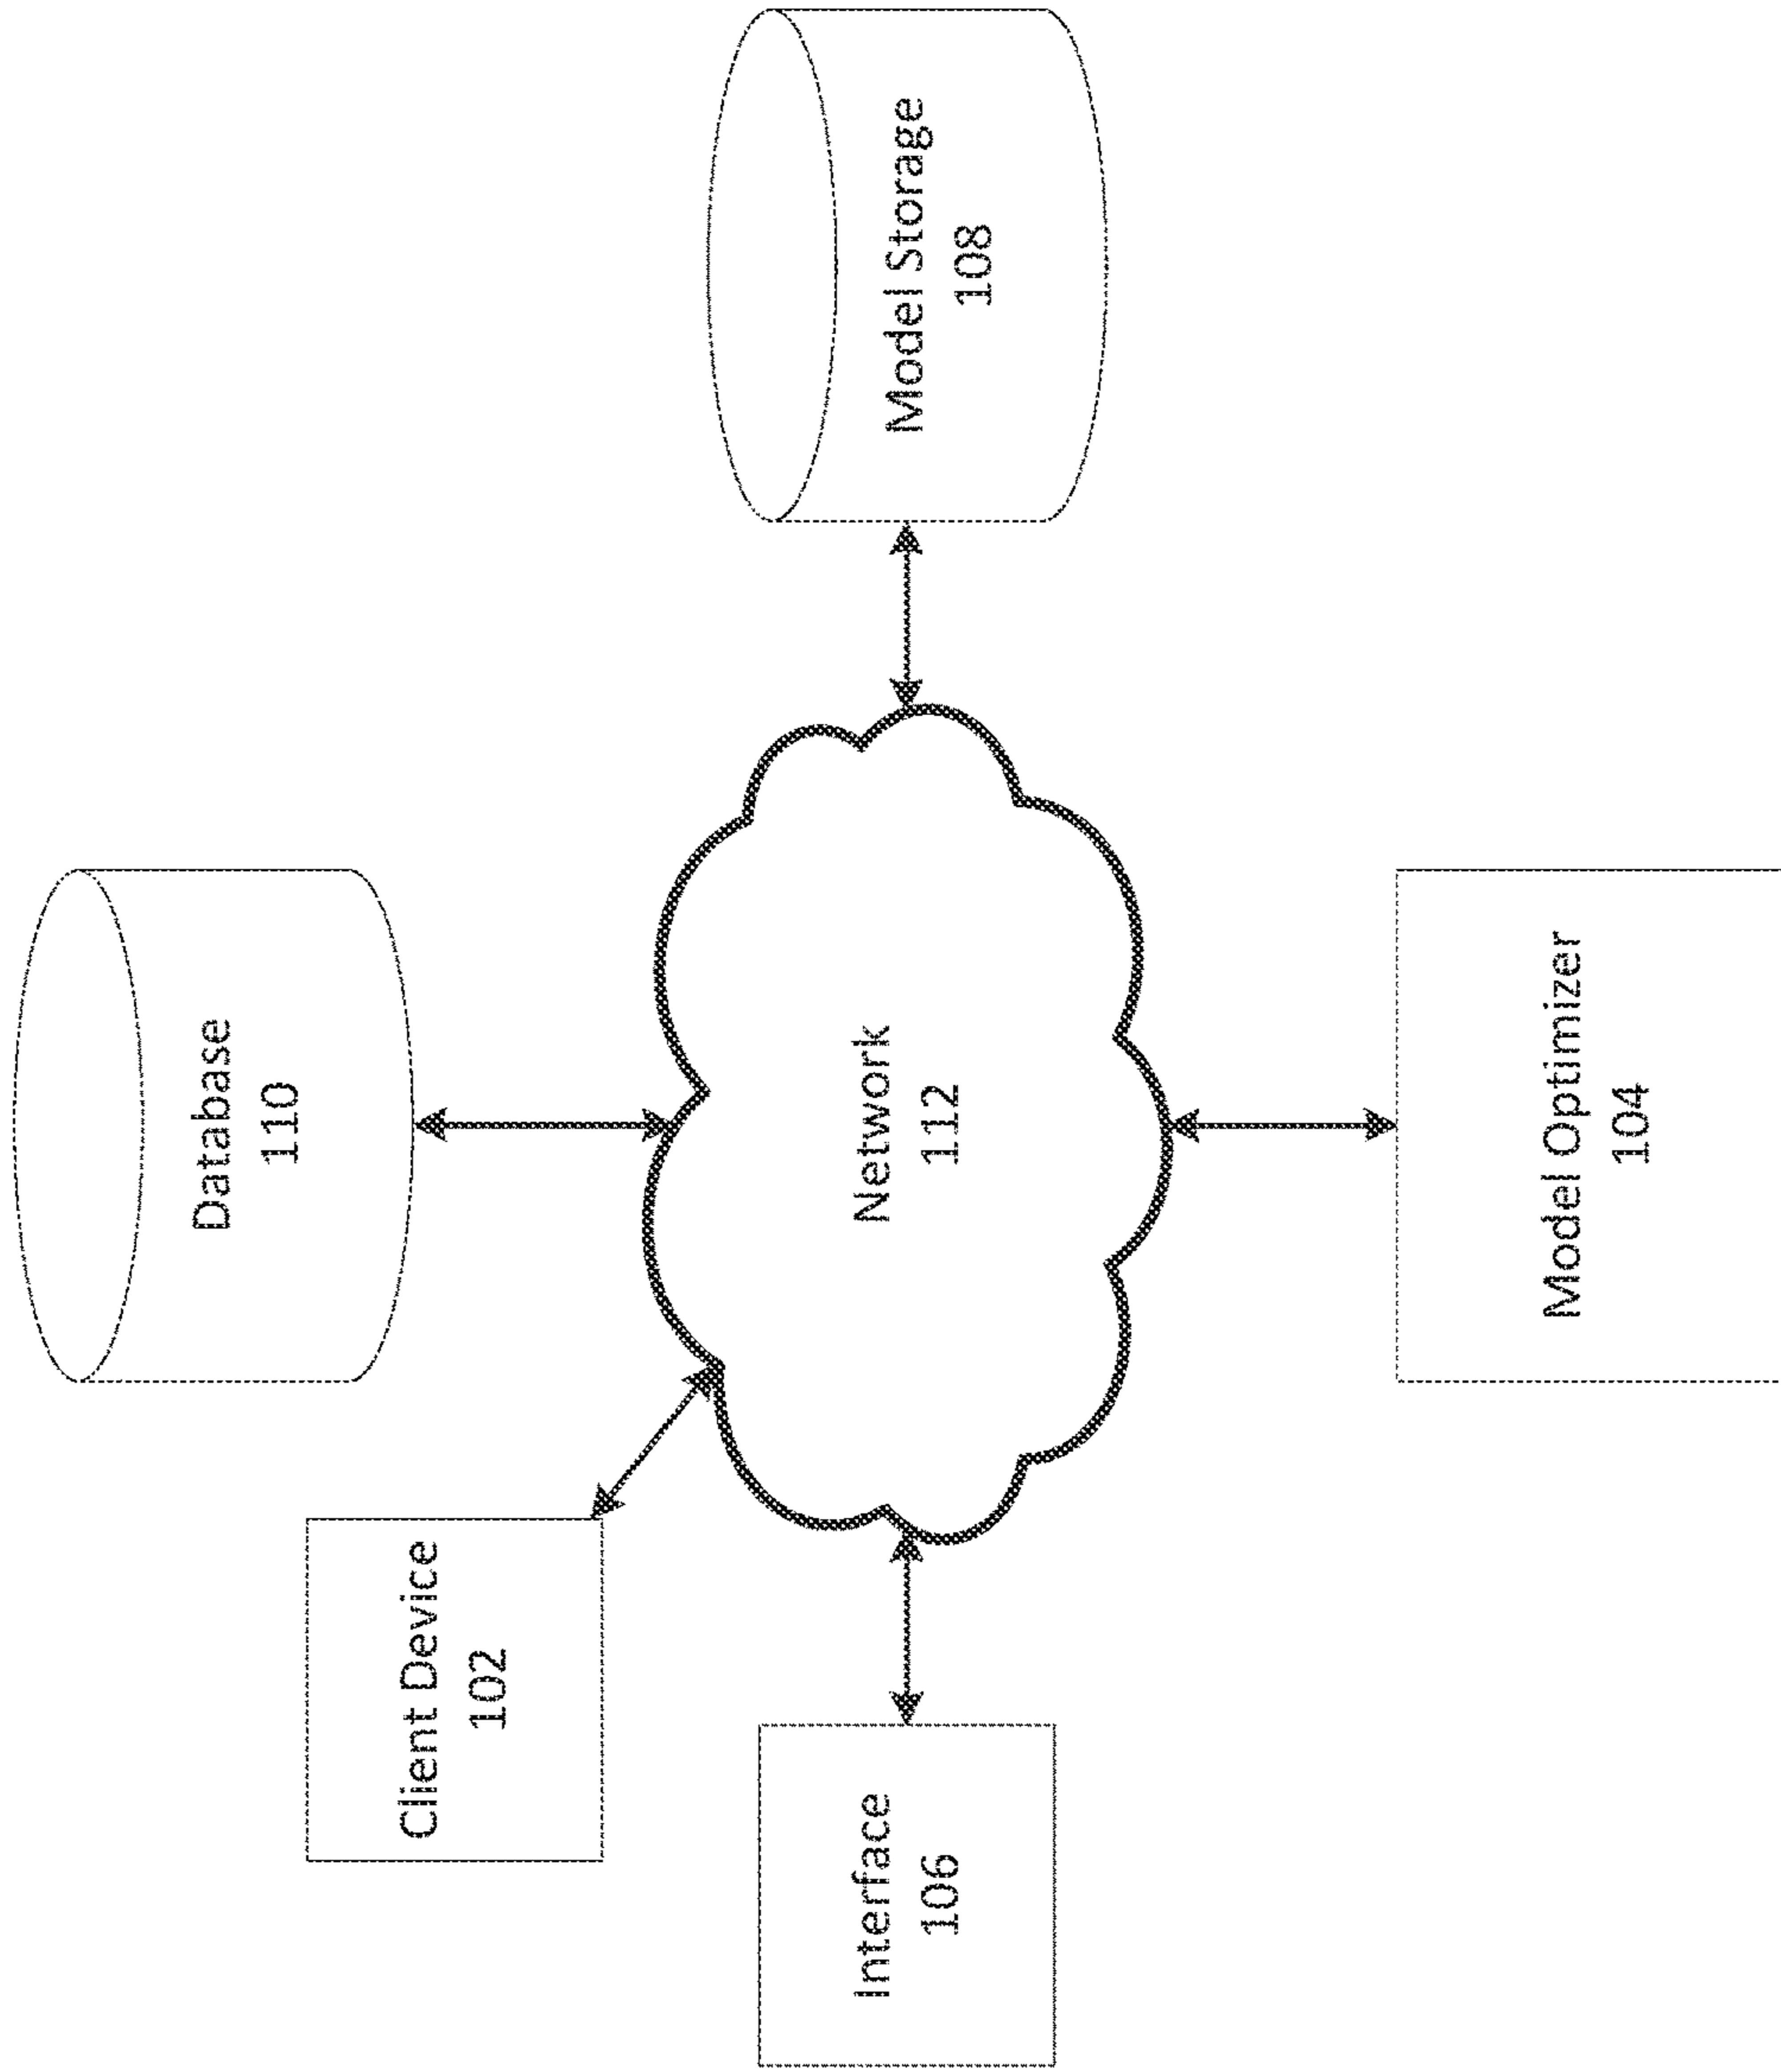 Database
110
Client Device
102
Network
112
Model Storage
108
Interface
106
Model Optimizer
104